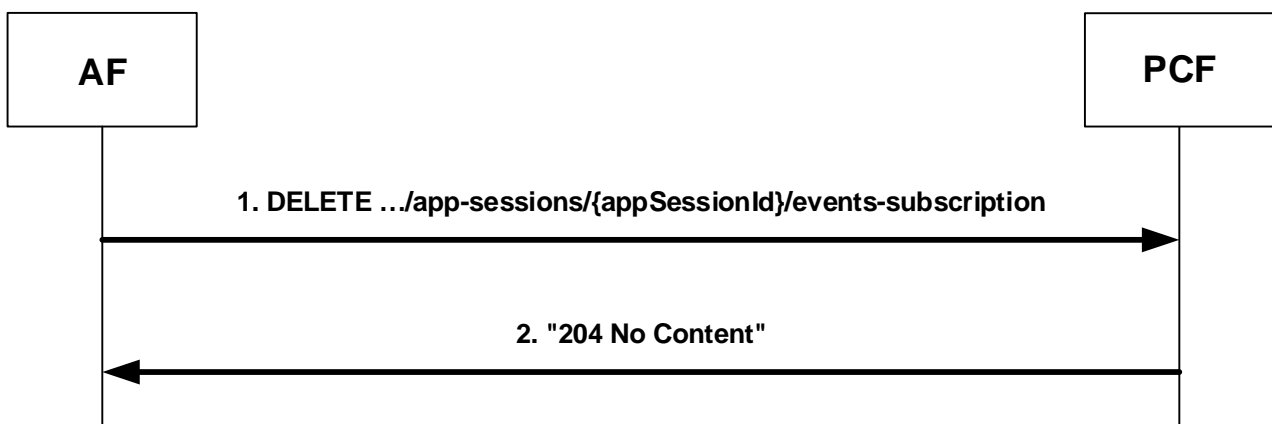 AF
PCF
1. DELETE …/app-sessions/{appSessionId}/events-subscription
2. "204 No Content"